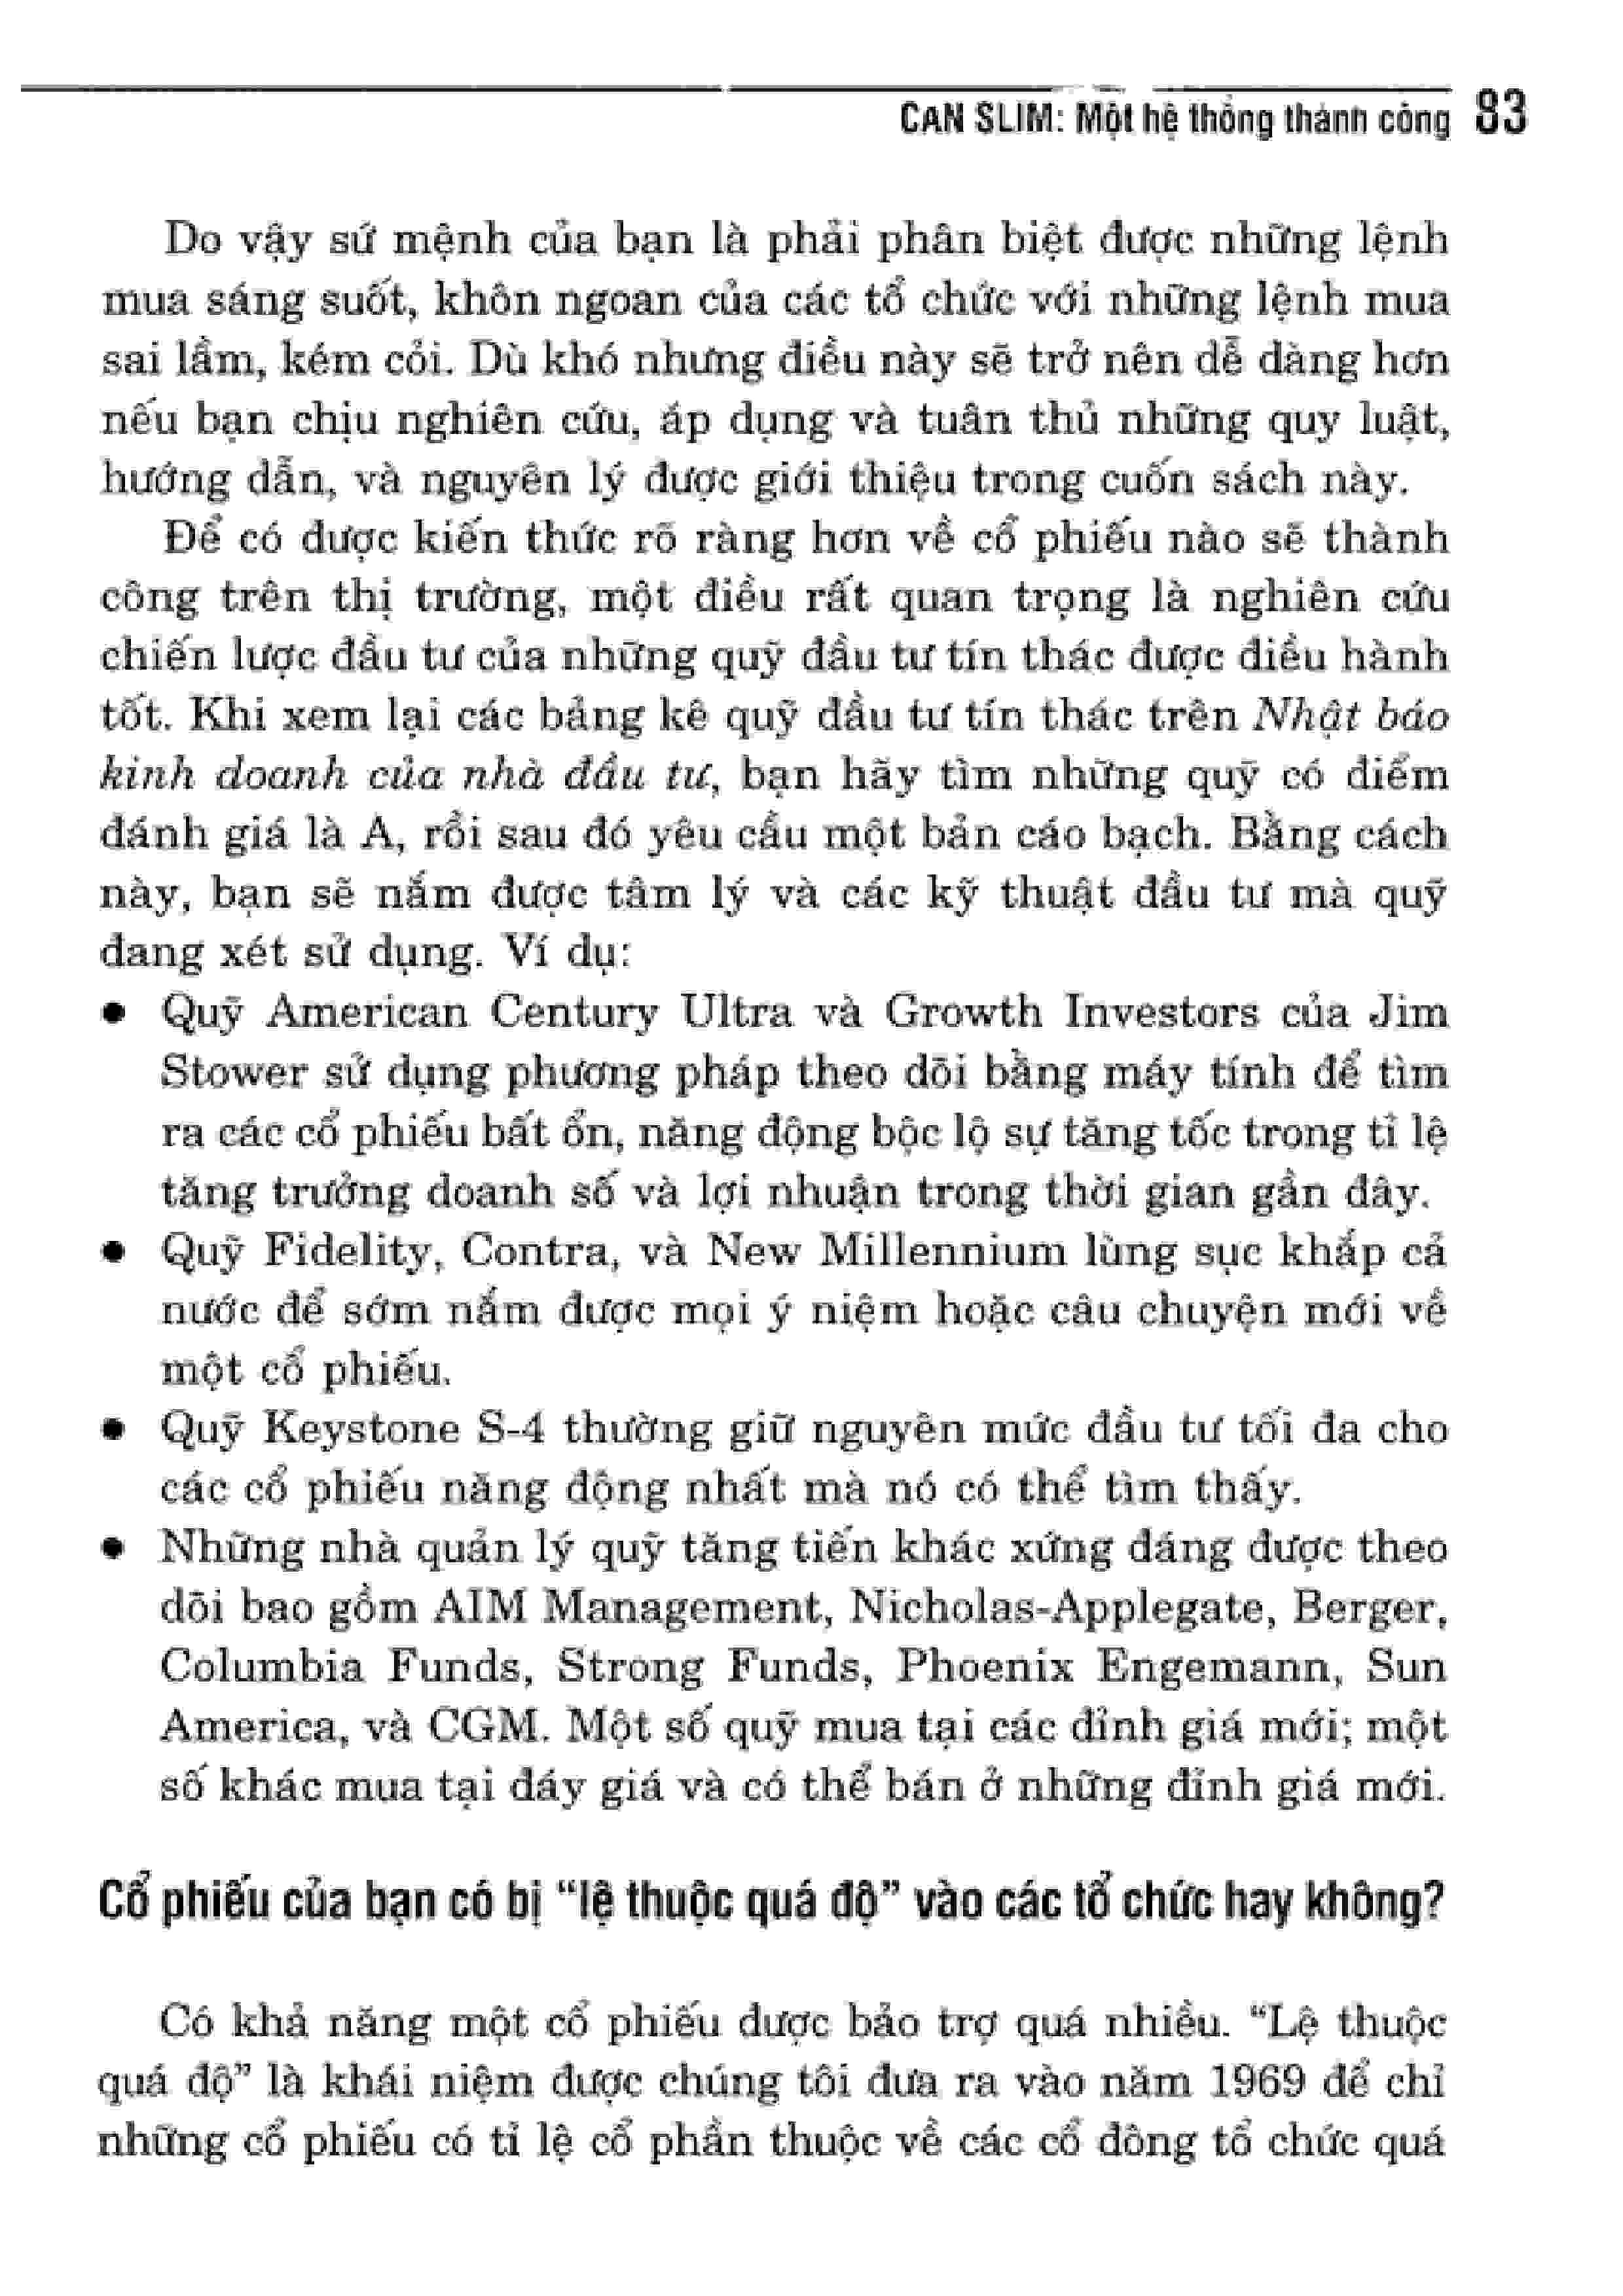 CAN SLIM: Một hệ thống thành công 83
Do vậy sứ mệnh của bạn là phải phân biệt được những lệnh
mua sáng suốt, khôn ngoan của các tổ chức với những lệnh mua
sai lầm, kém cỏi. Dù khó nhưng điều này sẽ trở nên dễ dàng hơn
nếu bạn chịu nghiên cứu, áp dụng và tuân thủ những quy luật,
hướng dẫn, và nguyên lý được giới thiệu trong cuốn sách này.
Để có được kiến thức rõ ràng hơn về cổ phiếu nào sẽ thành
công trên thị trường, một điều rất quan trọng là nghiên cứu
chiến lược đầu tư của những quỹ đầu tư tín thác được điều hành
tốt. Khi xem lại các bảng kê quỹ đầu tư tín thác trên Nhật báo
kinh doanh của nhà đầu tư, bạn hãy tìm những quỹ có điểm
đánh giá là A, rồi sau đó yêu cầu một bản cáo bạch. Bằng cách
này, bạn sẽ nắm được tâm lý và các kỹ thuật đầu tư mà quỹ
đang xét sử dụng. Ví dụ:
● Quỹ American Century Ultra và Growth Investors của Jim
Stower sử dụng phương pháp theo dõi bằng máy tính để tìm
ra các cổ phiếu bất ổn, năng động bộc lộ sự tăng tốc trong tỉ lệ
tăng trưởng doanh số và lợi nhuận trong thời gian gần đây.
● Quỹ Fidelity, Contra, và New Millennium lùng sục khắp cả
nước để sớm nắm được mọi ý niệm hoặc câu chuyện mới về
một cổ phiếu.
● Quỹ Keystone S-4 thường giữ nguyên mức đầu tư tối đa cho
các cổ phiếu năng động nhất mà nó có thể tìm thấy.
● Những nhà quản lý quỹ tăng tiến khác xứng đáng được theo
dõi bao gồm AIM Management, Nicholas-Applegate, Berger,
Columbia Funds, Strong Funds, Phoenix Engemann, Sun
America, và CGM. Một số quỹ mua tại các đỉnh giá mới; một
số khác mua tại đáy giá và có thể bán ở những đỉnh giá mới.
Cổ phiếu của bạn có bị “lệ thuộc quá độ” vào các tổ chức hay không?
Có khả năng một cổ phiếu được bảo trợ quá nhiều. “Lệ thuộc
quá độ” là khái niệm được chúng tôi đưa ra vào năm 1969 để chỉ
những cổ phiếu có tỉ lệ cổ phần thuộc về các cổ đông tổ chức quá